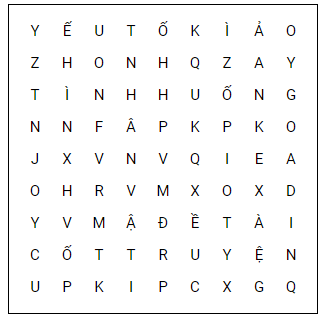 Y Ế U T Ố K Ì Ả O
Z H O N H Q Z A Y
T Ì N H H U Ố N G
N N F Â P K P K O
J X V N V Q I E A
O H R V M X O X D
Y V M Ậ Đ Ề T À I
C Ố T T R U Y Ệ N
U P K I P C X G Q